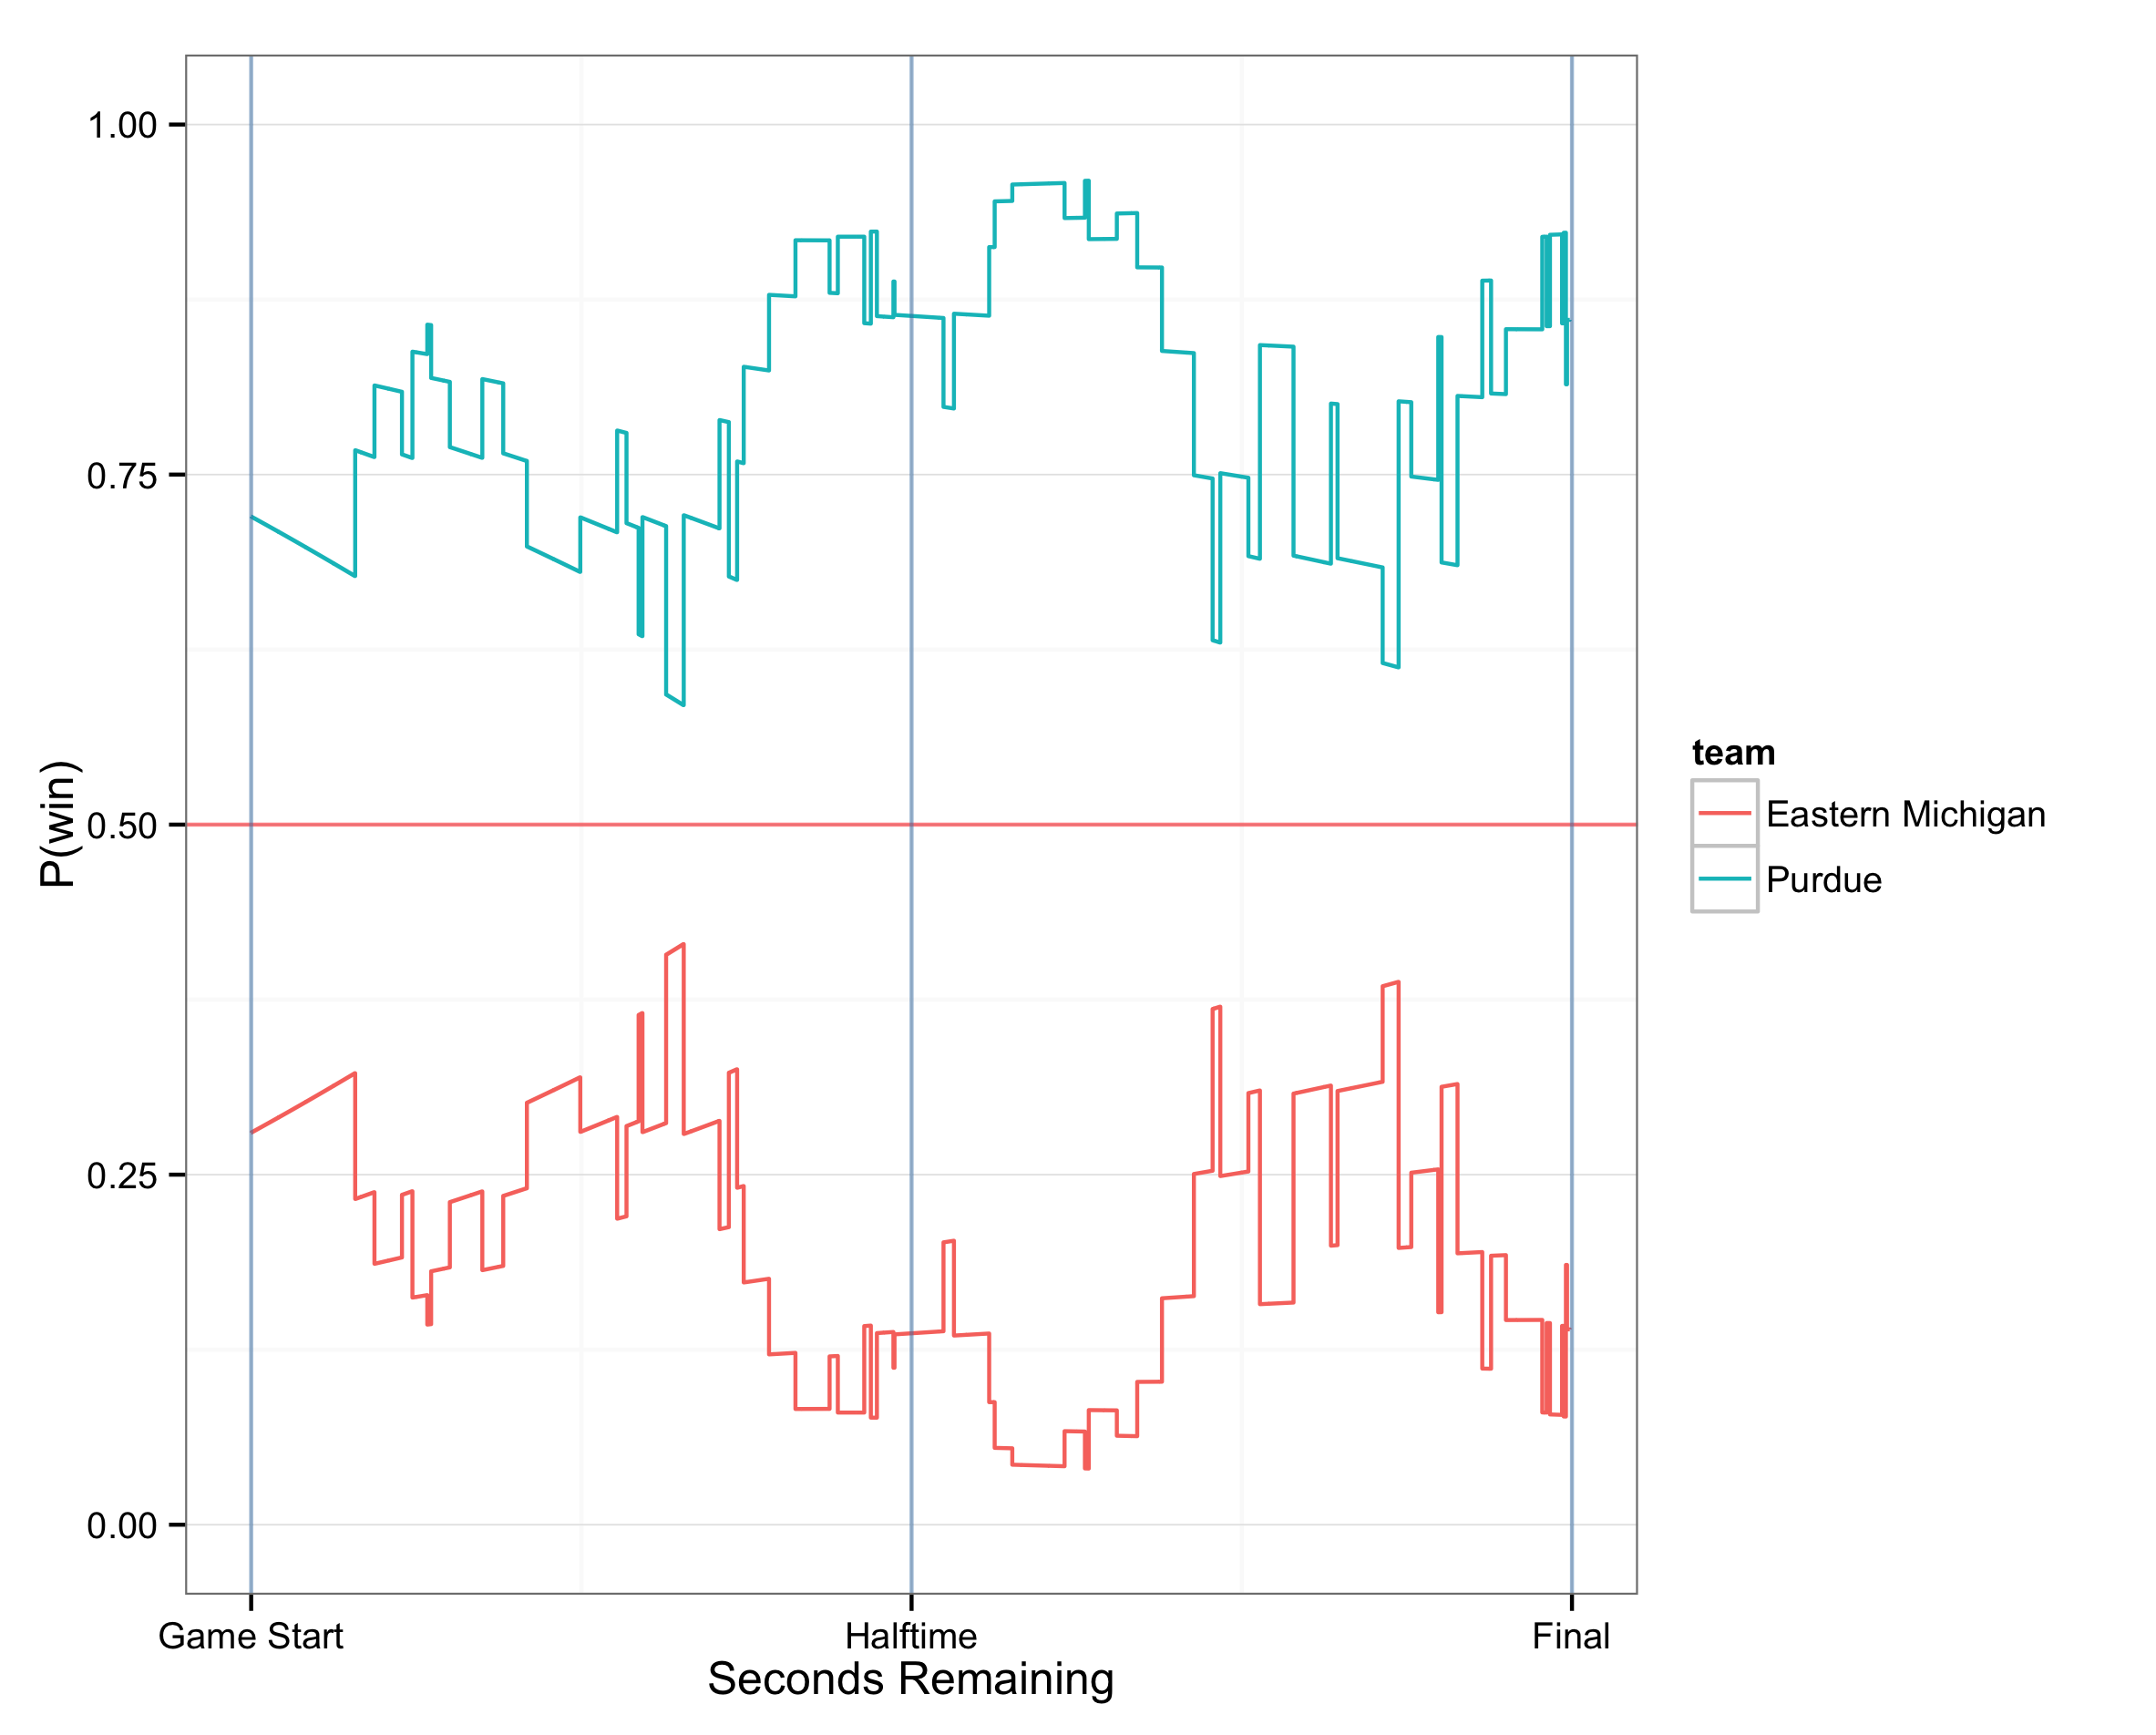 1.00
0.75
0.50
0.25
0.00
P(win)
Game Start
Halftime
Final
Seconds Remaining
team
Eastern Michigan
Purdue